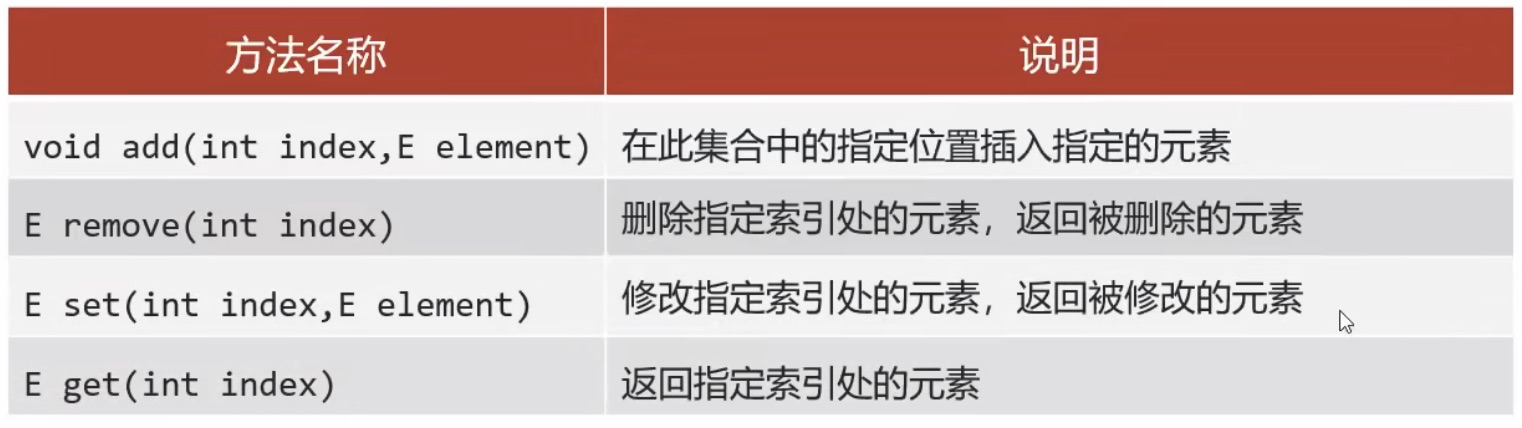 方法名称 说明
void add(int index,E element) 在此集合中的指定位置插入指定的元素
E remove(int index) 删除指定索引处的元素，返回被删除的元素
E set(int index,E element) 修改指定索引处的元素，返回被修改的元素
E get(int index) 返回指定索引处的元素